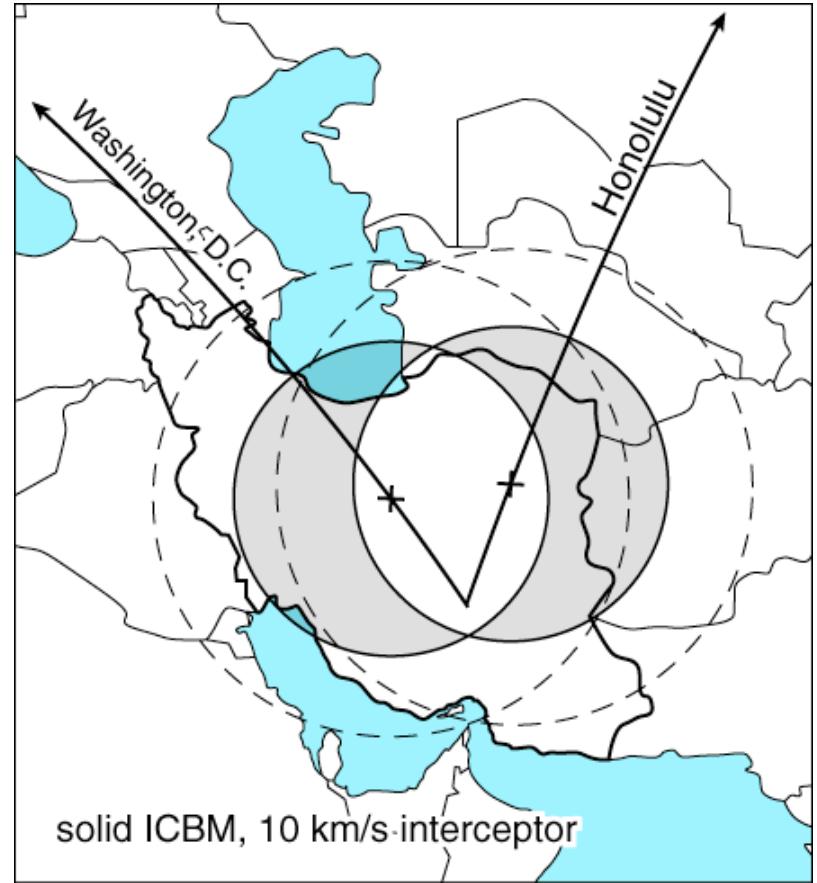 Washington, D.C.
Honolulu
solid ICBM, 10 km/s interceptor